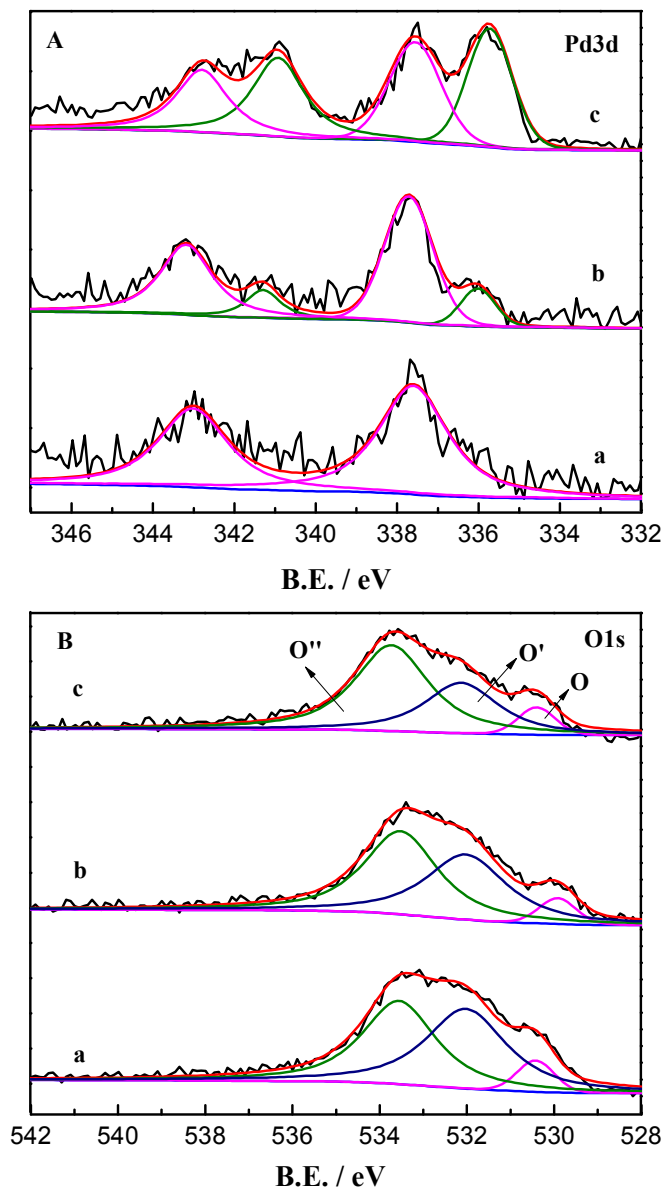 A
Pd3d
c
b
a
346 344 342 340 338 336 334 332
B.E. / eV
B
O1s
O'' O' O
c
b
a
542 540 538 536 534 532 530 528
B.E. / eV